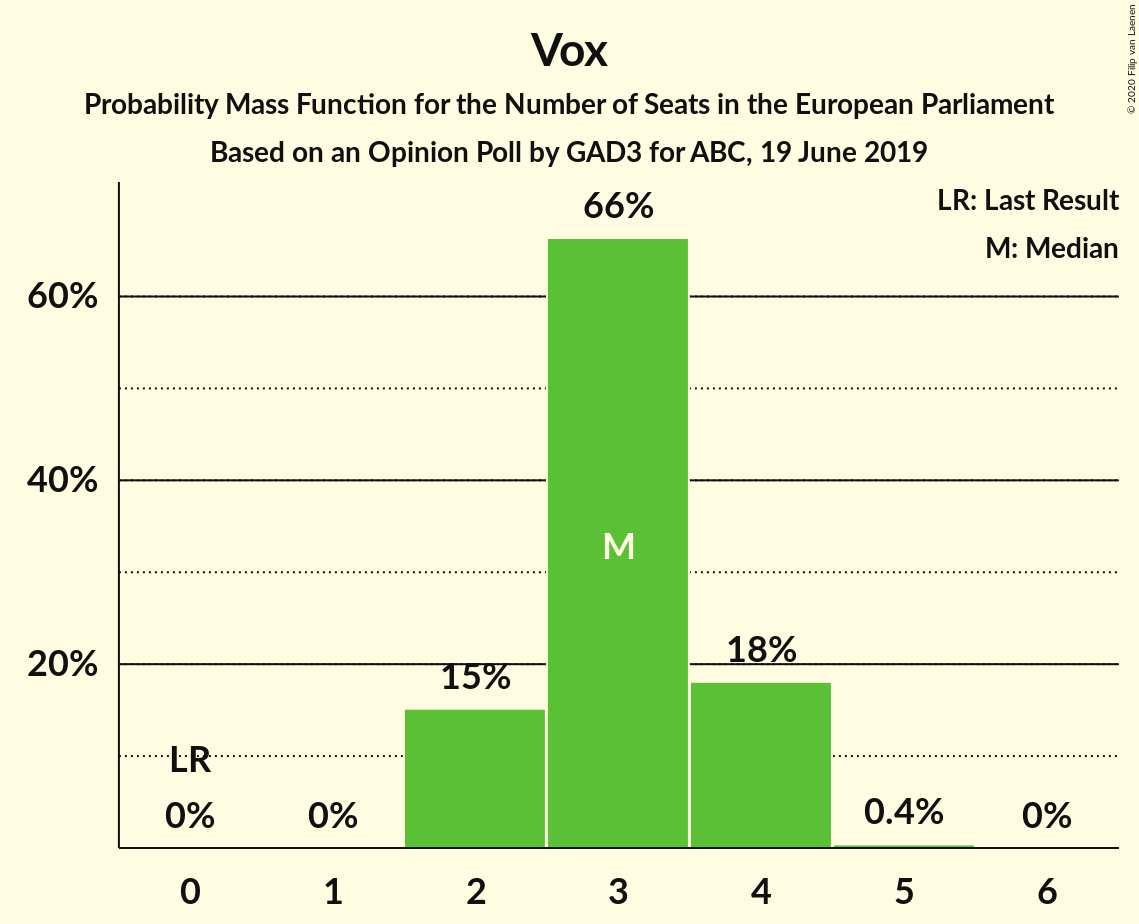 Vox
Probability Mass Function for the Number of Seats in the European Parliament
Based on an Opinion Poll by GAD3 for ABC, 19 June 2019
© 2020 Filip van Laenen
LR: Last Result
M: Median
66%
60%
40%
M
20%
15%
18%
LR
0%
0%
0.4%
0%
0 1 2 3 4 5 6